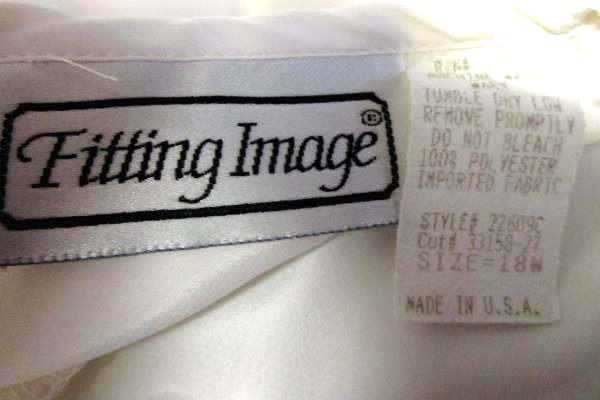 Fitting Image ®
TUMBLE DRY LOW
REMOVE PROMPTLY
DO NOT BLEACH
100% POLYESTER
IMPORTED FABRIC
STYLE# 22609C
Cut# 33158-27
SIZE=18W
MADE IN U.S.A.